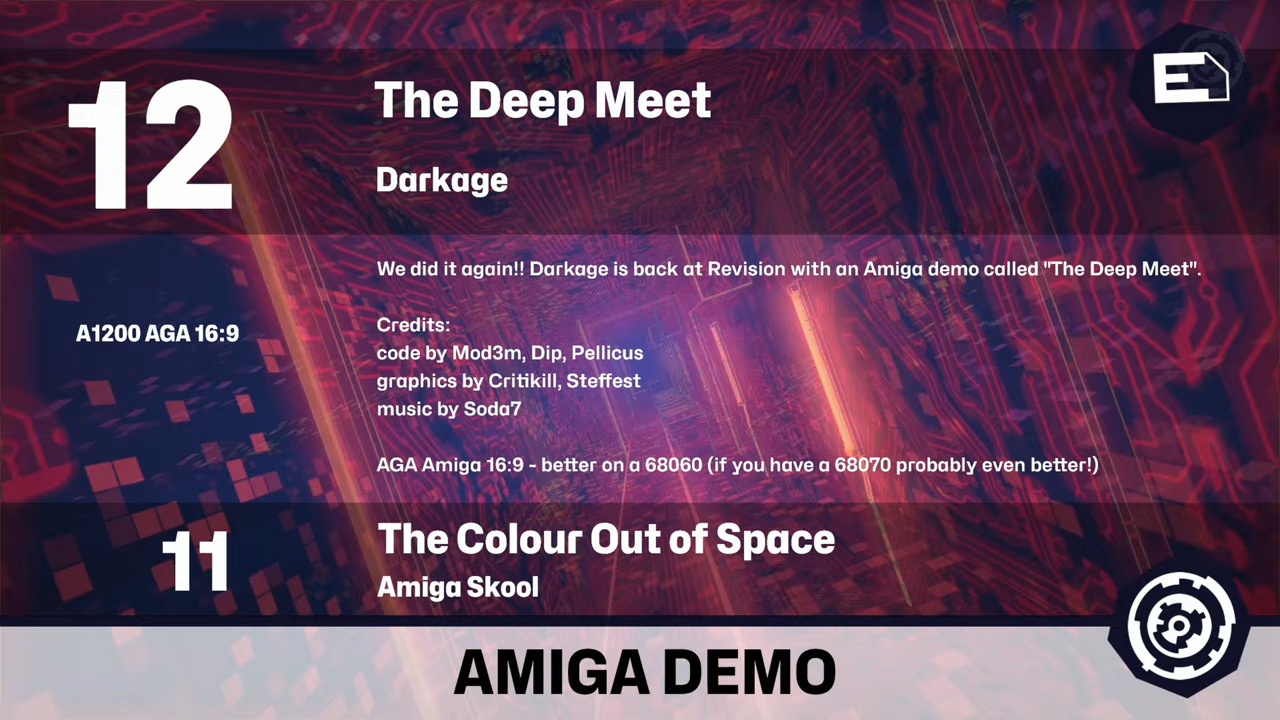 12
The Deep Meet
Darkage
A1200 AGA 16:9
We did it again!! Darkage is back at Revision with an Amiga demo called "The Deep Meet".
Credits:
code by Mod3m, Dip, Pellicus
graphics by Critikill, Steffest
music by Soda7
AGA Amiga 16:9 - better on a 68060 (if you have a 68070 probably even better!)
11
The Colour Out of Space
Amiga Skool
AMIGA DEMO